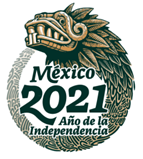 México
2021
Año de la
Independencia